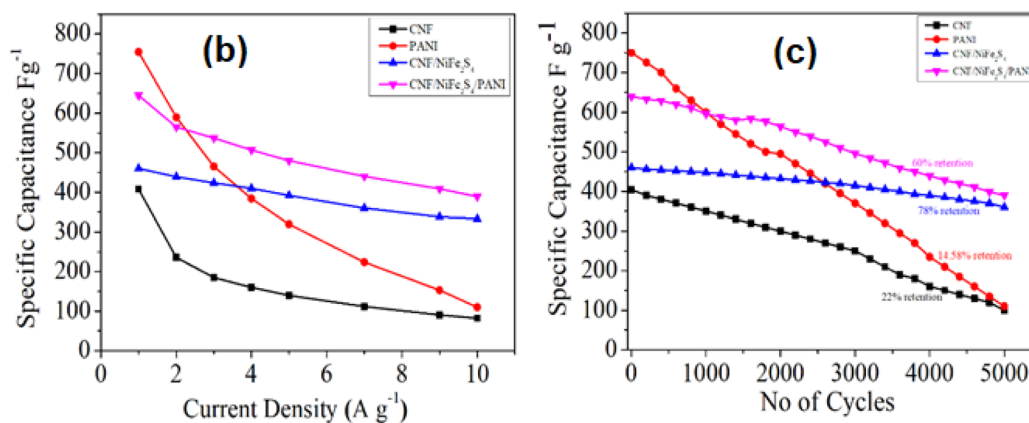 (b)
CNF
PANI
CNF/NiFe₂S₄
CNF/NiFe₂S₄/PANI
Specific Capacitance Fg⁻¹
800
700
600
500
400
300
200
100
0
0 2 4 6 8 10
Current Density (A g⁻¹)
(c)
CNF
PANI
CNF/NiFe₂S₄
CNF/NiFe₂S₄/PANI
Specific Capacitance F g⁻¹
800
700
600
500
400
300
200
100
0
60% retention
78% retention
14.58% retention
22% retention
0 1000 2000 3000 4000 5000
No of Cycles